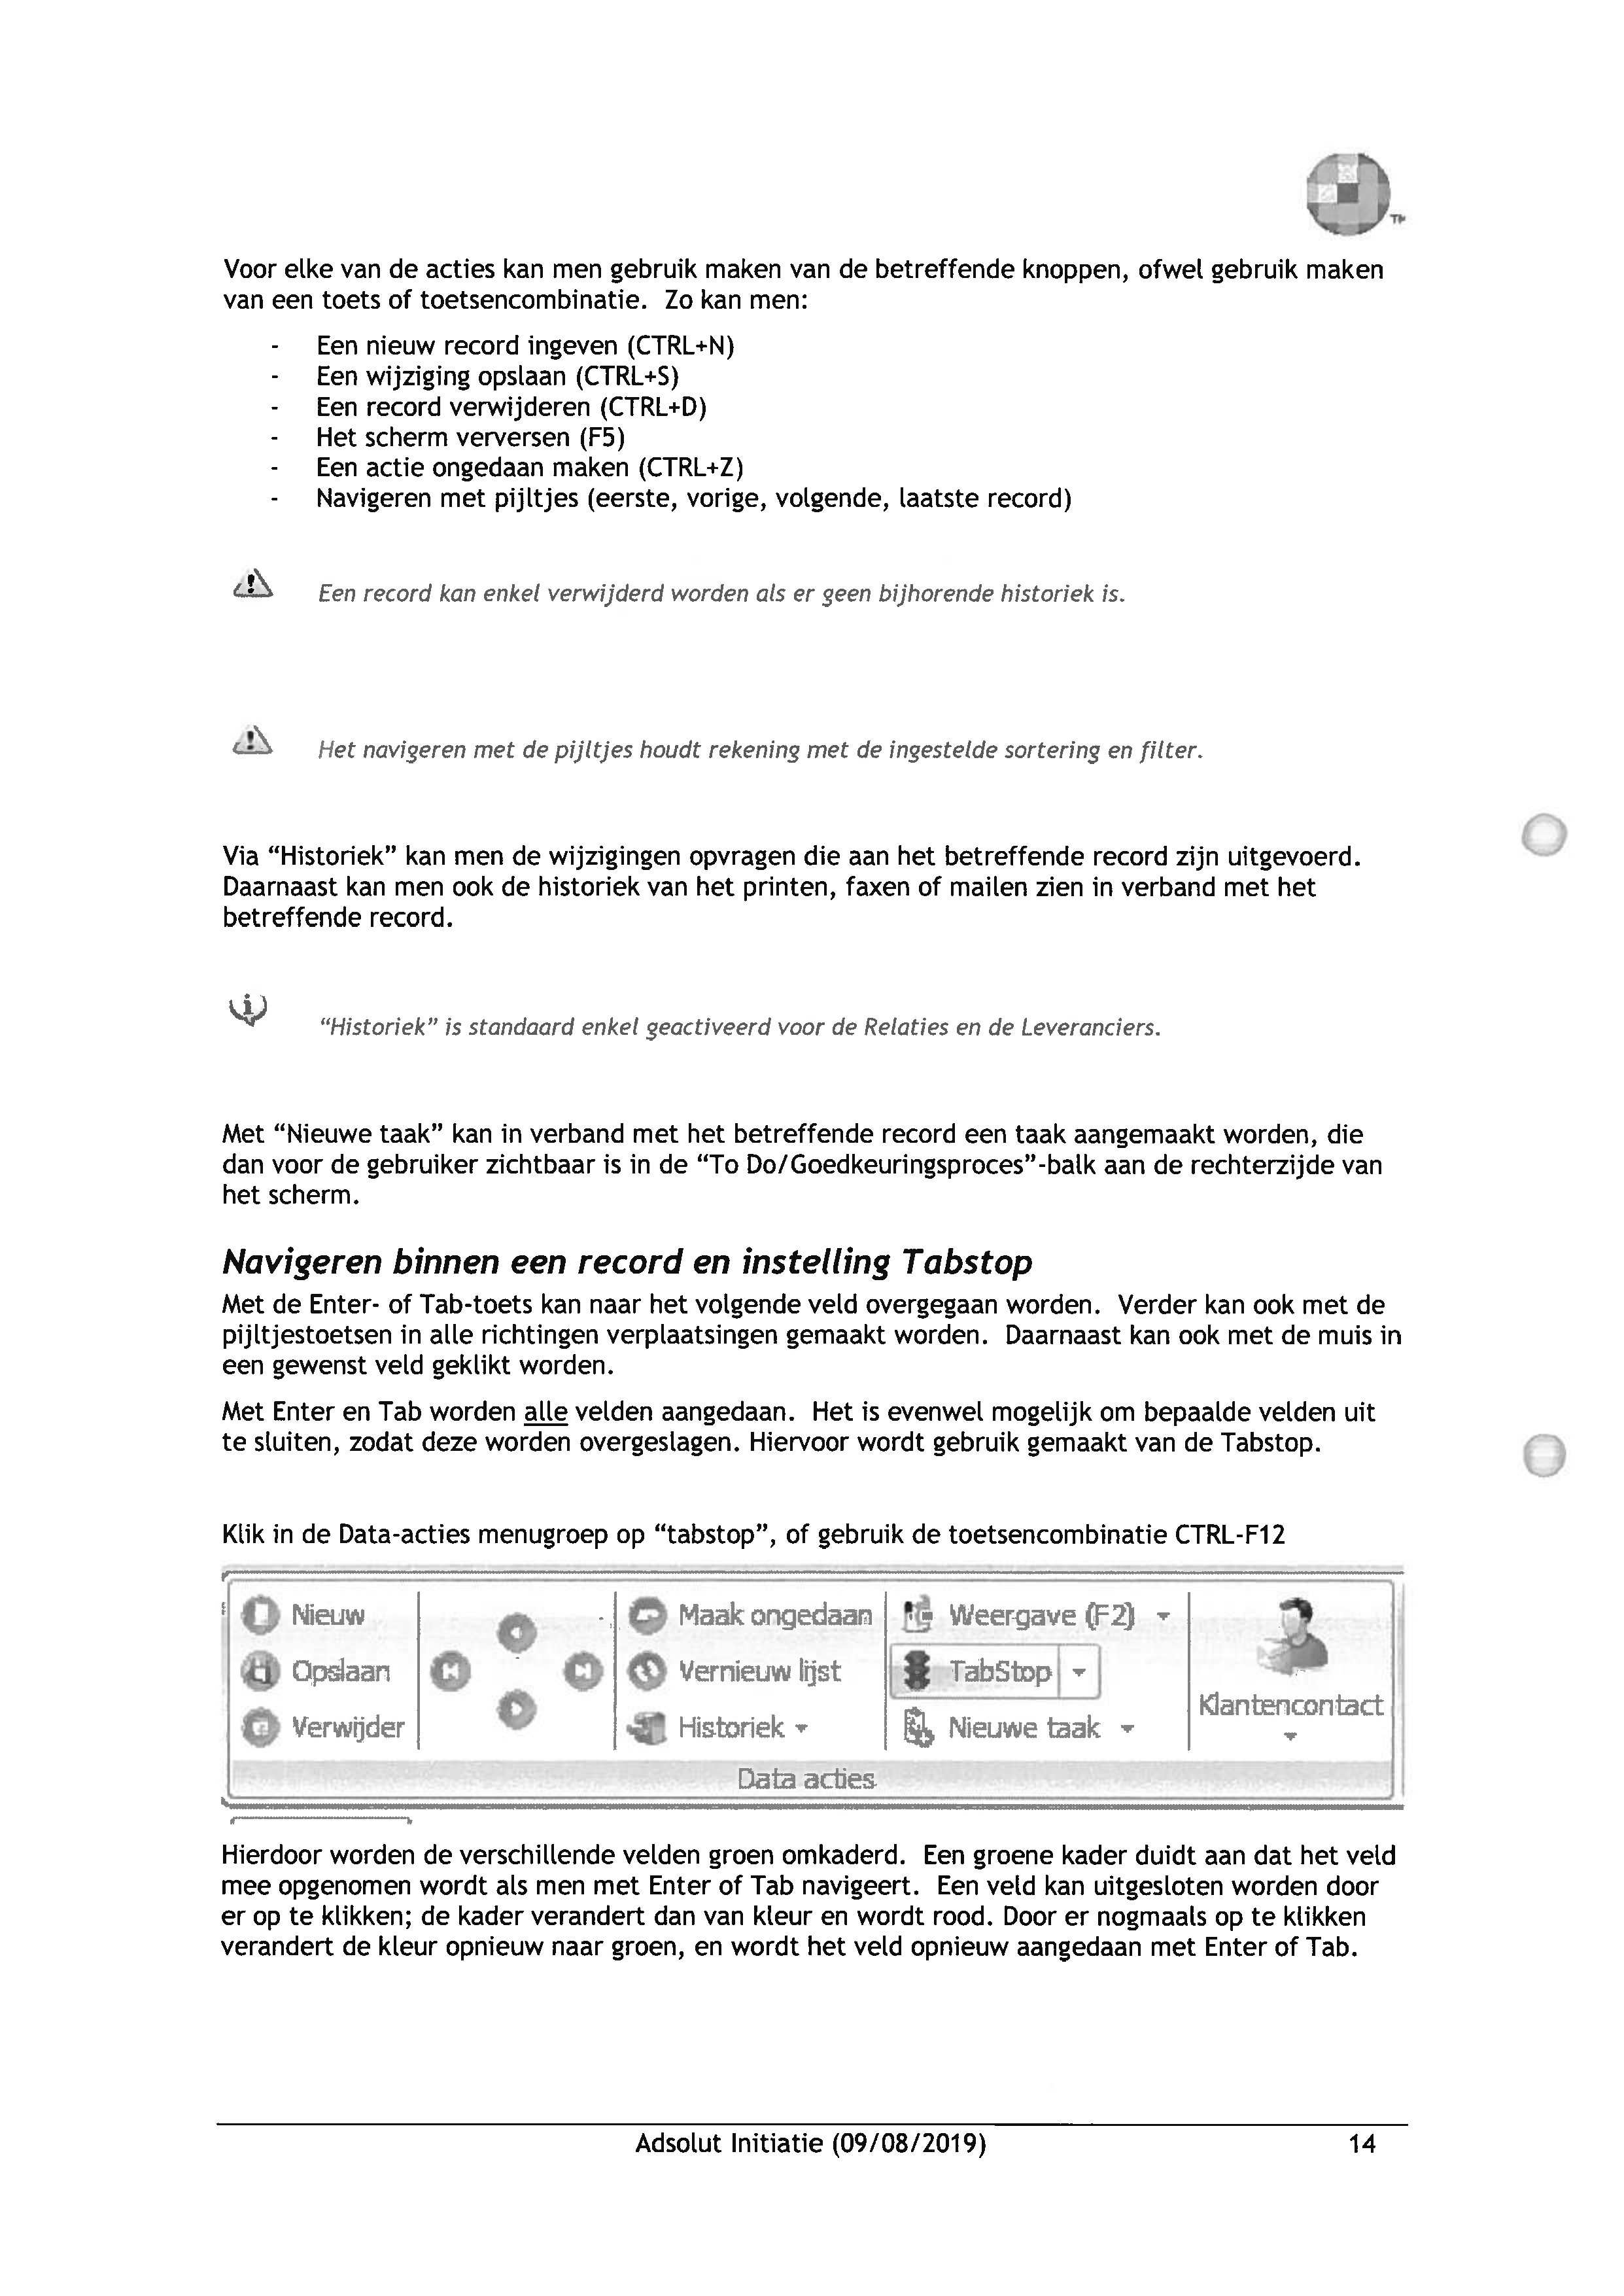 TM
Voor elke van de acties kan men gebruik maken van de betreffende knoppen, ofwel gebruik maken
van een toets of toetsencombinatie. Zo kan men:
- Een nieuw record ingeven (CTRL+N)
- Een wijziging opslaan (CTRL+S)
- Een record verwijderen (CTRL+D)
- Het scherm verversen (F5)
- Een actie ongedaan maken (CTRL+Z)
- Navigeren met pijltjes (eerste, vorige, volgende, laatste record)
Een record kan enkel verwijderd worden als er geen bijhorende historiek is.
Het navigeren met de pijltjes houdt rekening met de ingestelde sortering en filter.
Via “Historiek” kan men de wijzigingen opvragen die aan het betreffende record zijn uitgevoerd.
Daarnaast kan men ook de historiek van het printen, faxen of mailen zien in verband met het
betreffende record.
“Historiek” is standaard enkel geactiveerd voor de Relaties en de Leveranciers.
Met “Nieuwe taak” kan in verband met het betreffende record een taak aangemaakt worden, die
dan voor de gebruiker zichtbaar is in de “To Do/Goedkeuringsproces”-balk aan de rechterzijde van
het scherm.
Navigeren binnen een record en instelling Tabstop
Met de Enter- of Tab-toets kan naar het volgende veld overgegaan worden. Verder kan ook met de
pijltjestoetsen in alle richtingen verplaatsingen gemaakt worden. Daarnaast kan ook met de muis in
een gewenst veld geklikt worden.
Met Enter en Tab worden alle velden aangedaan. Het is evenwel mogelijk om bepaalde velden uit
te sluiten, zodat deze worden overgeslagen. Hiervoor wordt gebruik gemaakt van de Tabstop.
Klik in de Data-acties menugroep op “tabstop”, of gebruik de toetsencombinatie CTRL-F12
Nieuw
Opslaan
Verwijder
Maak ongedaan
Vernieuw lijst
Historiek
Weergave (F2)
TabStop
Nieuwe taak
Klantencontact
Data acties
Hierdoor worden de verschillende velden groen omkaderd. Een groene kader duidt aan dat het veld
mee opgenomen wordt als men met Enter of Tab navigeert. Een veld kan uitgesloten worden door
er op te klikken; de kader verandert dan van kleur en wordt rood. Door er nogmaals op te klikken
verandert de kleur opnieuw naar groen, en wordt het veld opnieuw aangedaan met Enter of Tab.
Adsolut Initiatie (09/08/2019)
14